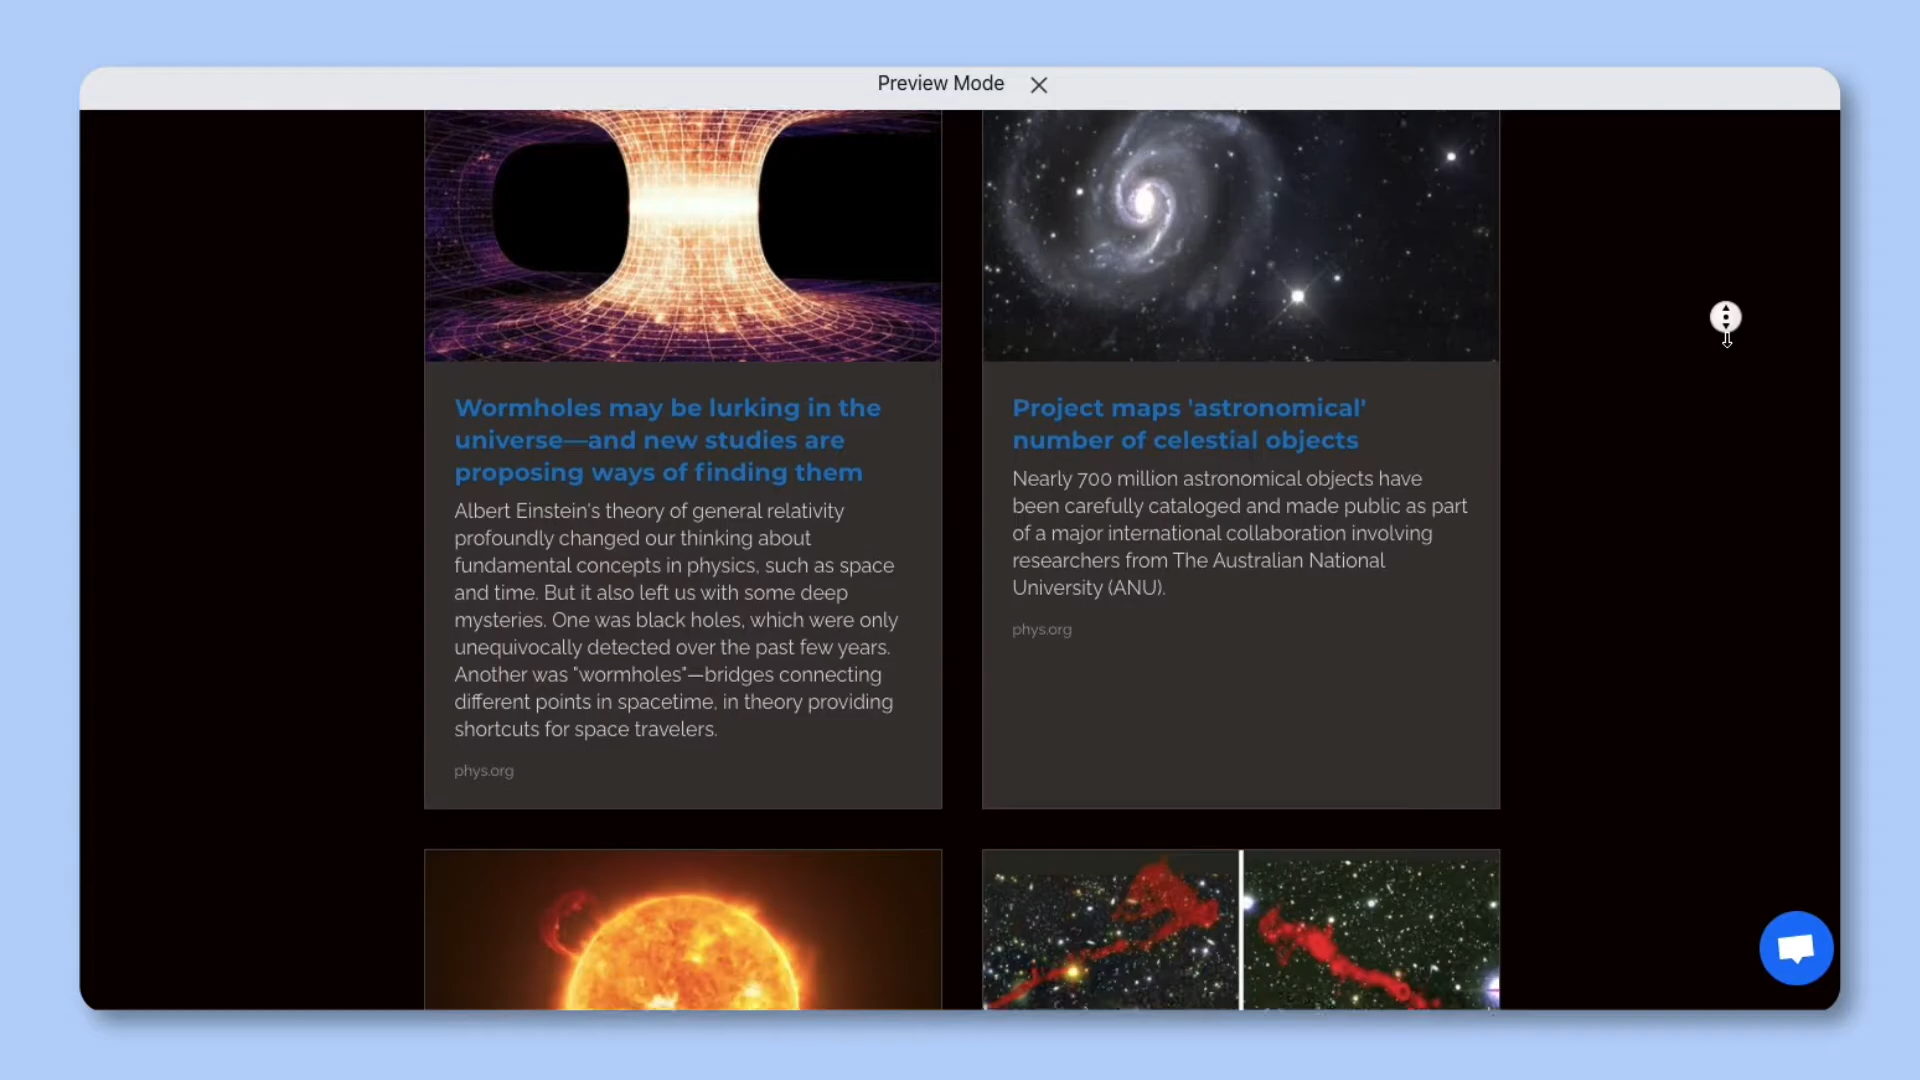 Preview Mode
Wormholes may be lurking in the
universe—and new studies are
proposing ways of finding them
Albert Einstein's theory of general relativity
profoundly changed our thinking about
fundamental concepts in physics, such as space
and time. But it also left us with some deep
mysteries. One was black holes, which were only
unequivocally detected over the past few years.
Another was "wormholes"—bridges connecting
different points in spacetime, in theory providing
shortcuts for space travelers.
phys.org
Project maps 'astronomical'
number of celestial objects
Nearly 700 million astronomical objects have
been carefully cataloged and made public as part
of a major international collaboration involving
researchers from The Australian National
University (ANU).
phys.org